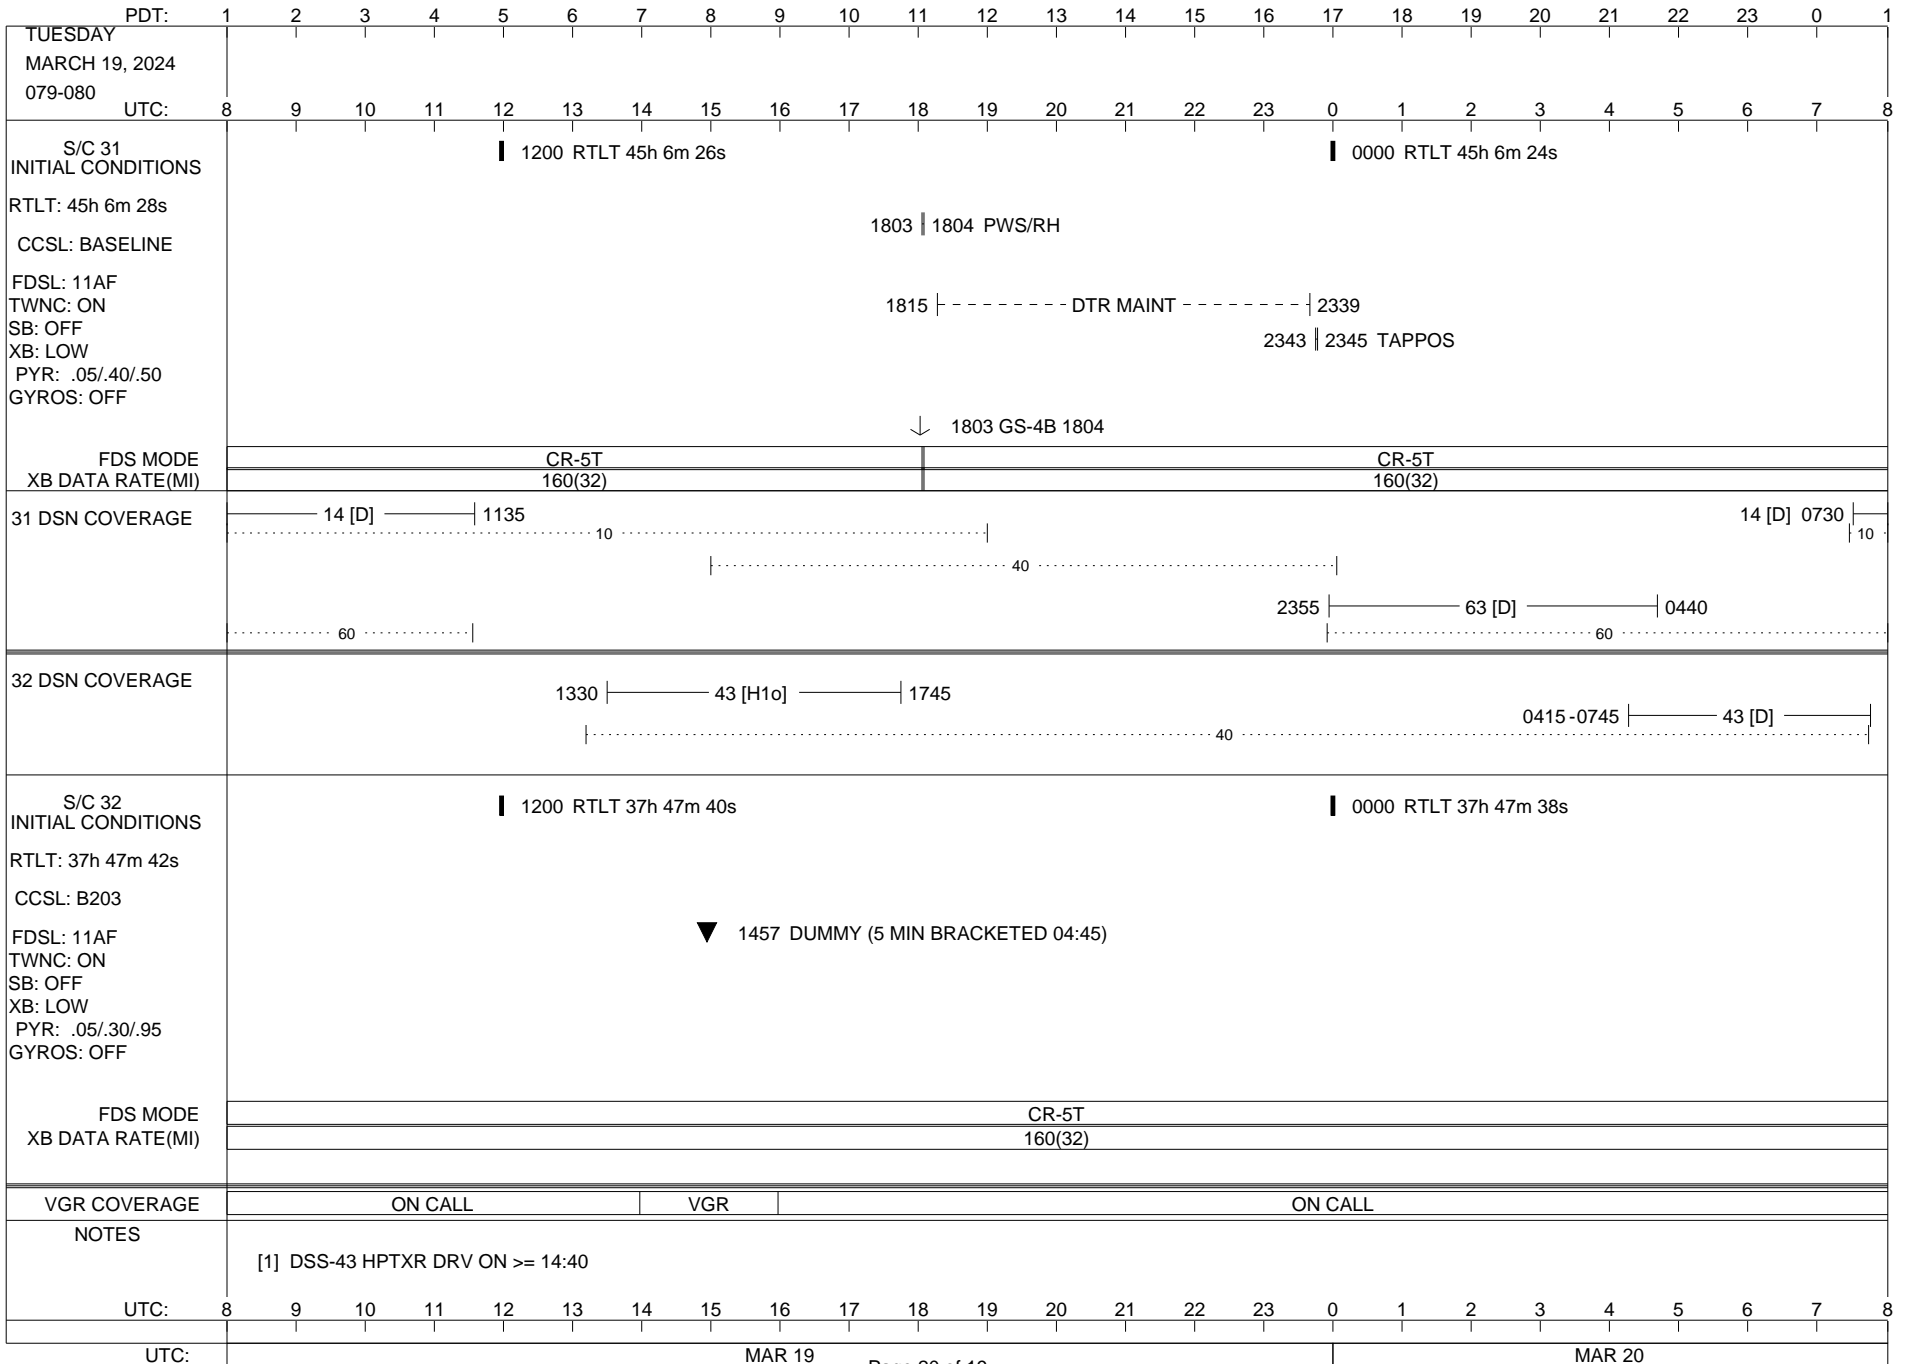 PDT: 1 2 3 4 5 6 7 8 9 10 11 12 13 14 15 16 17 18 19 20 21 22 23 0 1
TUESDAY
MARCH 19, 2024
079-080
UTC: 8 9 10 11 12 13 14 15 16 17 18 19 20 21 22 23 0 1 2 3 4 5 6 7 8
S/C 31
INITIAL CONDITIONS
1200 RTLT 45h 6m 26s
0000 RTLT 45h 6m 24s
RTLT: 45h 6m 28s
1803 1804 PWS/RH
CCSL: BASELINE
FDSL: 11AF
TWNC: ON
1815 DTR MAINT 2339
SB: OFF
2343 2345 TAPPOS
XB: LOW
PYR: .05/.40/.50
GYROS: OFF
1803 GS-4B 1804
FDS MODE CR-5T CR-5T
XB DATA RATE(MI) 160(32) 160(32)
31 DSN COVERAGE
14 [D] 1135
14 [D] 0730
10
10
40
2355 63 [D] 0440
60
60
32 DSN COVERAGE
1330 43 [H1o] 1745
0415-0745 43 [D]
40
S/C 32
INITIAL CONDITIONS
1200 RTLT 37h 47m 40s
0000 RTLT 37h 47m 38s
RTLT: 37h 47m 42s
CCSL: B203
1457 DUMMY (5 MIN BRACKETED 04:45)
FDSL: 11AF
TWNC: ON
SB: OFF
XB: LOW
PYR: .05/.30/.95
GYROS: OFF
FDS MODE CR-5T
XB DATA RATE(MI) 160(32)
VGR COVERAGE ON CALL VGR ON CALL
NOTES
[1] DSS-43 HPTXR DRV ON >= 14:40
UTC: 8 9 10 11 12 13 14 15 16 17 18 19 20 21 22 23 0 1 2 3 4 5 6 7 8
UTC: MAR 19 MAR 20